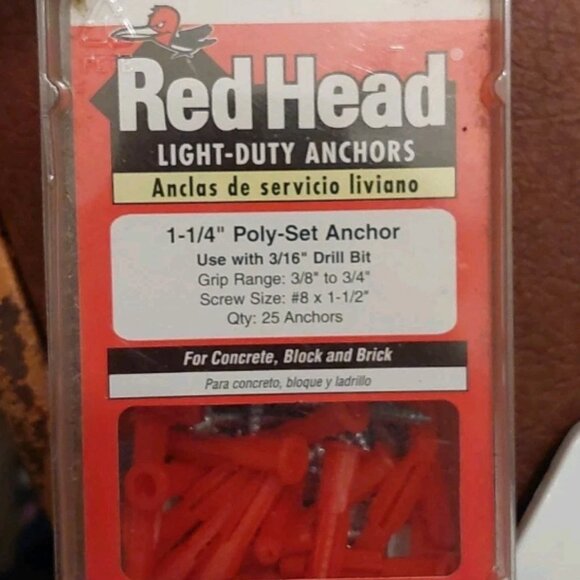 Red Head®
LIGHT-DUTY ANCHORS
Anclas de servicio liviano
1-1/4" Poly-Set Anchor
Use with 3/16" Drill Bit
Grip Range: 3/8" to 3/4"
Screw Size: #8 x 1-1/2"
Qty: 25 Anchors
For Concrete, Block and Brick
Para concreto, bloque y ladrillo